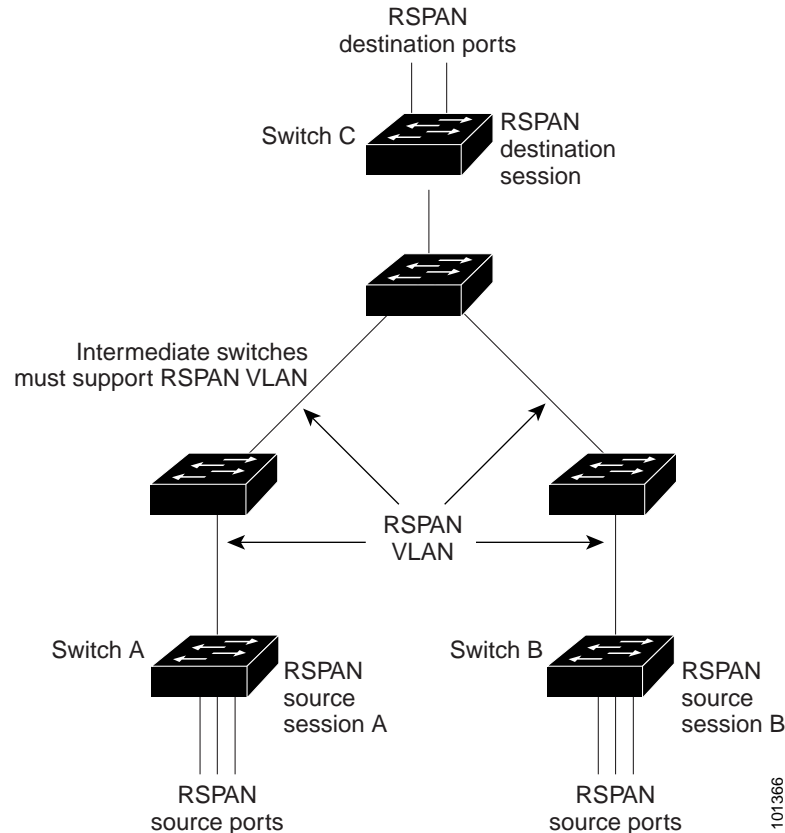 RSPAN
destination ports
Switch C
RSPAN
destination
session
Intermediate switches
must support RSPAN VLAN
RSPAN
VLAN
Switch A
RSPAN
source
session A
Switch B
RSPAN
source
session B
RSPAN
source ports
RSPAN
source ports
101366